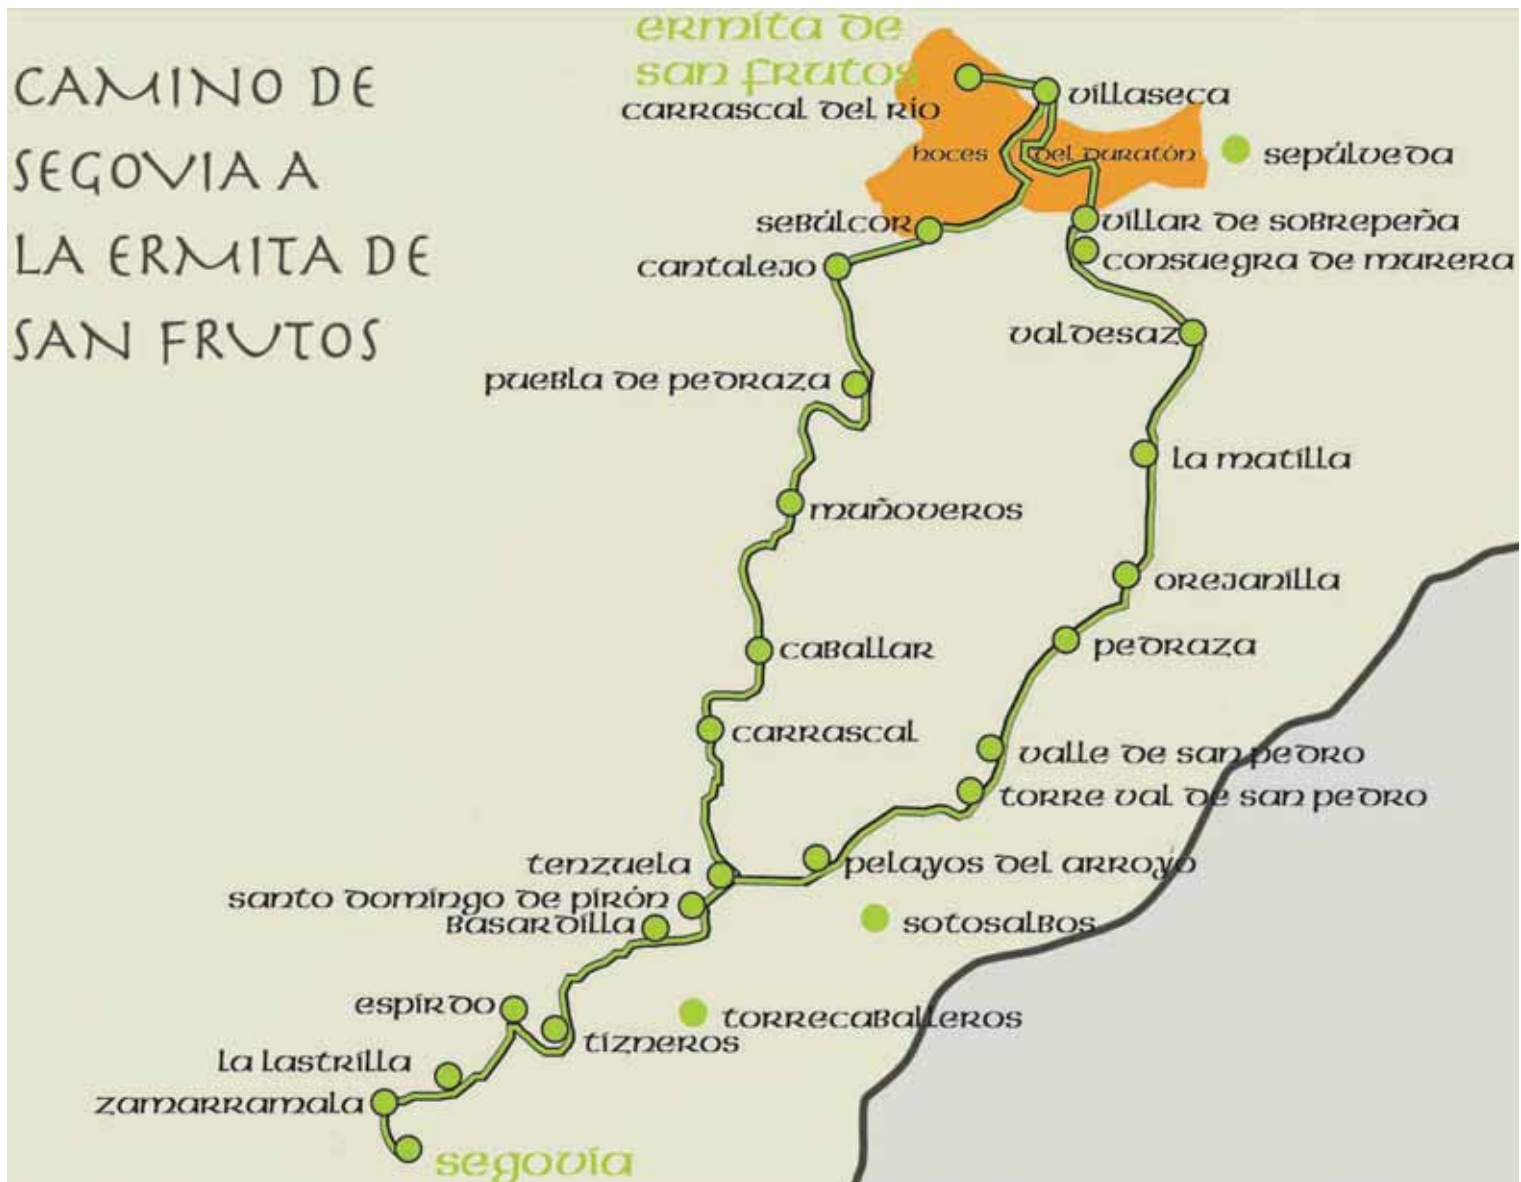 CAMINO DE
SEGOVIA A
LA ERMITA DE
SAN FRUTOS
ermita de
san frutos
carrascal del río
villaseca
hoces del duratón
sepúlveda
sebúlcor
villar de sobrepeña
cantalejo
consuegra de murera
valdesaz
puebla de pedraza
la matilla
muñoveros
orejanilla
caballar
pedraza
carrascal
valle de san pedro
torre val de san pedro
tenzuela
pelayos del arroyo
santo domingo de pirón
basardilla
sotosalbos
espirdo
torrecaballeros
tizneros
la lastrilla
zamarramala
segovia